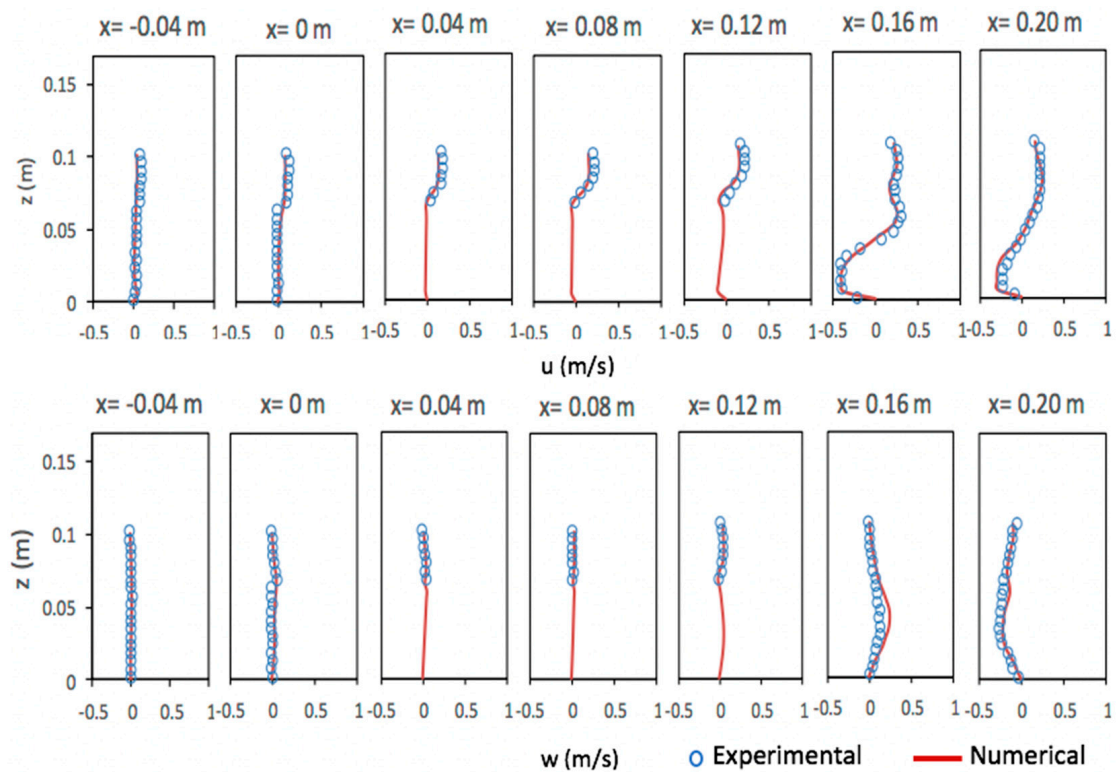 x= -0.04 m x= 0 m x= 0.04 m x= 0.08 m x= 0.12 m x= 0.16 m x= 0.20 m
0.15
0.1
0.05
0
z (m)
-0.5 0 0.5 1 -0.5 0 0.5 1 -0.5 0 0.5 1 -0.5 0 0.5 1 -0.5 0 0.5 1 -0.5 0 0.5 1 -0.5 0 0.5 1
u (m/s)
x= -0.04 m x= 0 m x= 0.04 m x= 0.08 m x= 0.12 m x= 0.16 m x= 0.20 m
0.15
0.1
0.05
0
z (m)
-0.5 0 0.5 1 -0.5 0 0.5 1 -0.5 0 0.5 1 -0.5 0 0.5 1 -0.5 0 0.5 1 -0.5 0 0.5 1 -0.5 0 0.5 1
w (m/s) Experimental Numerical